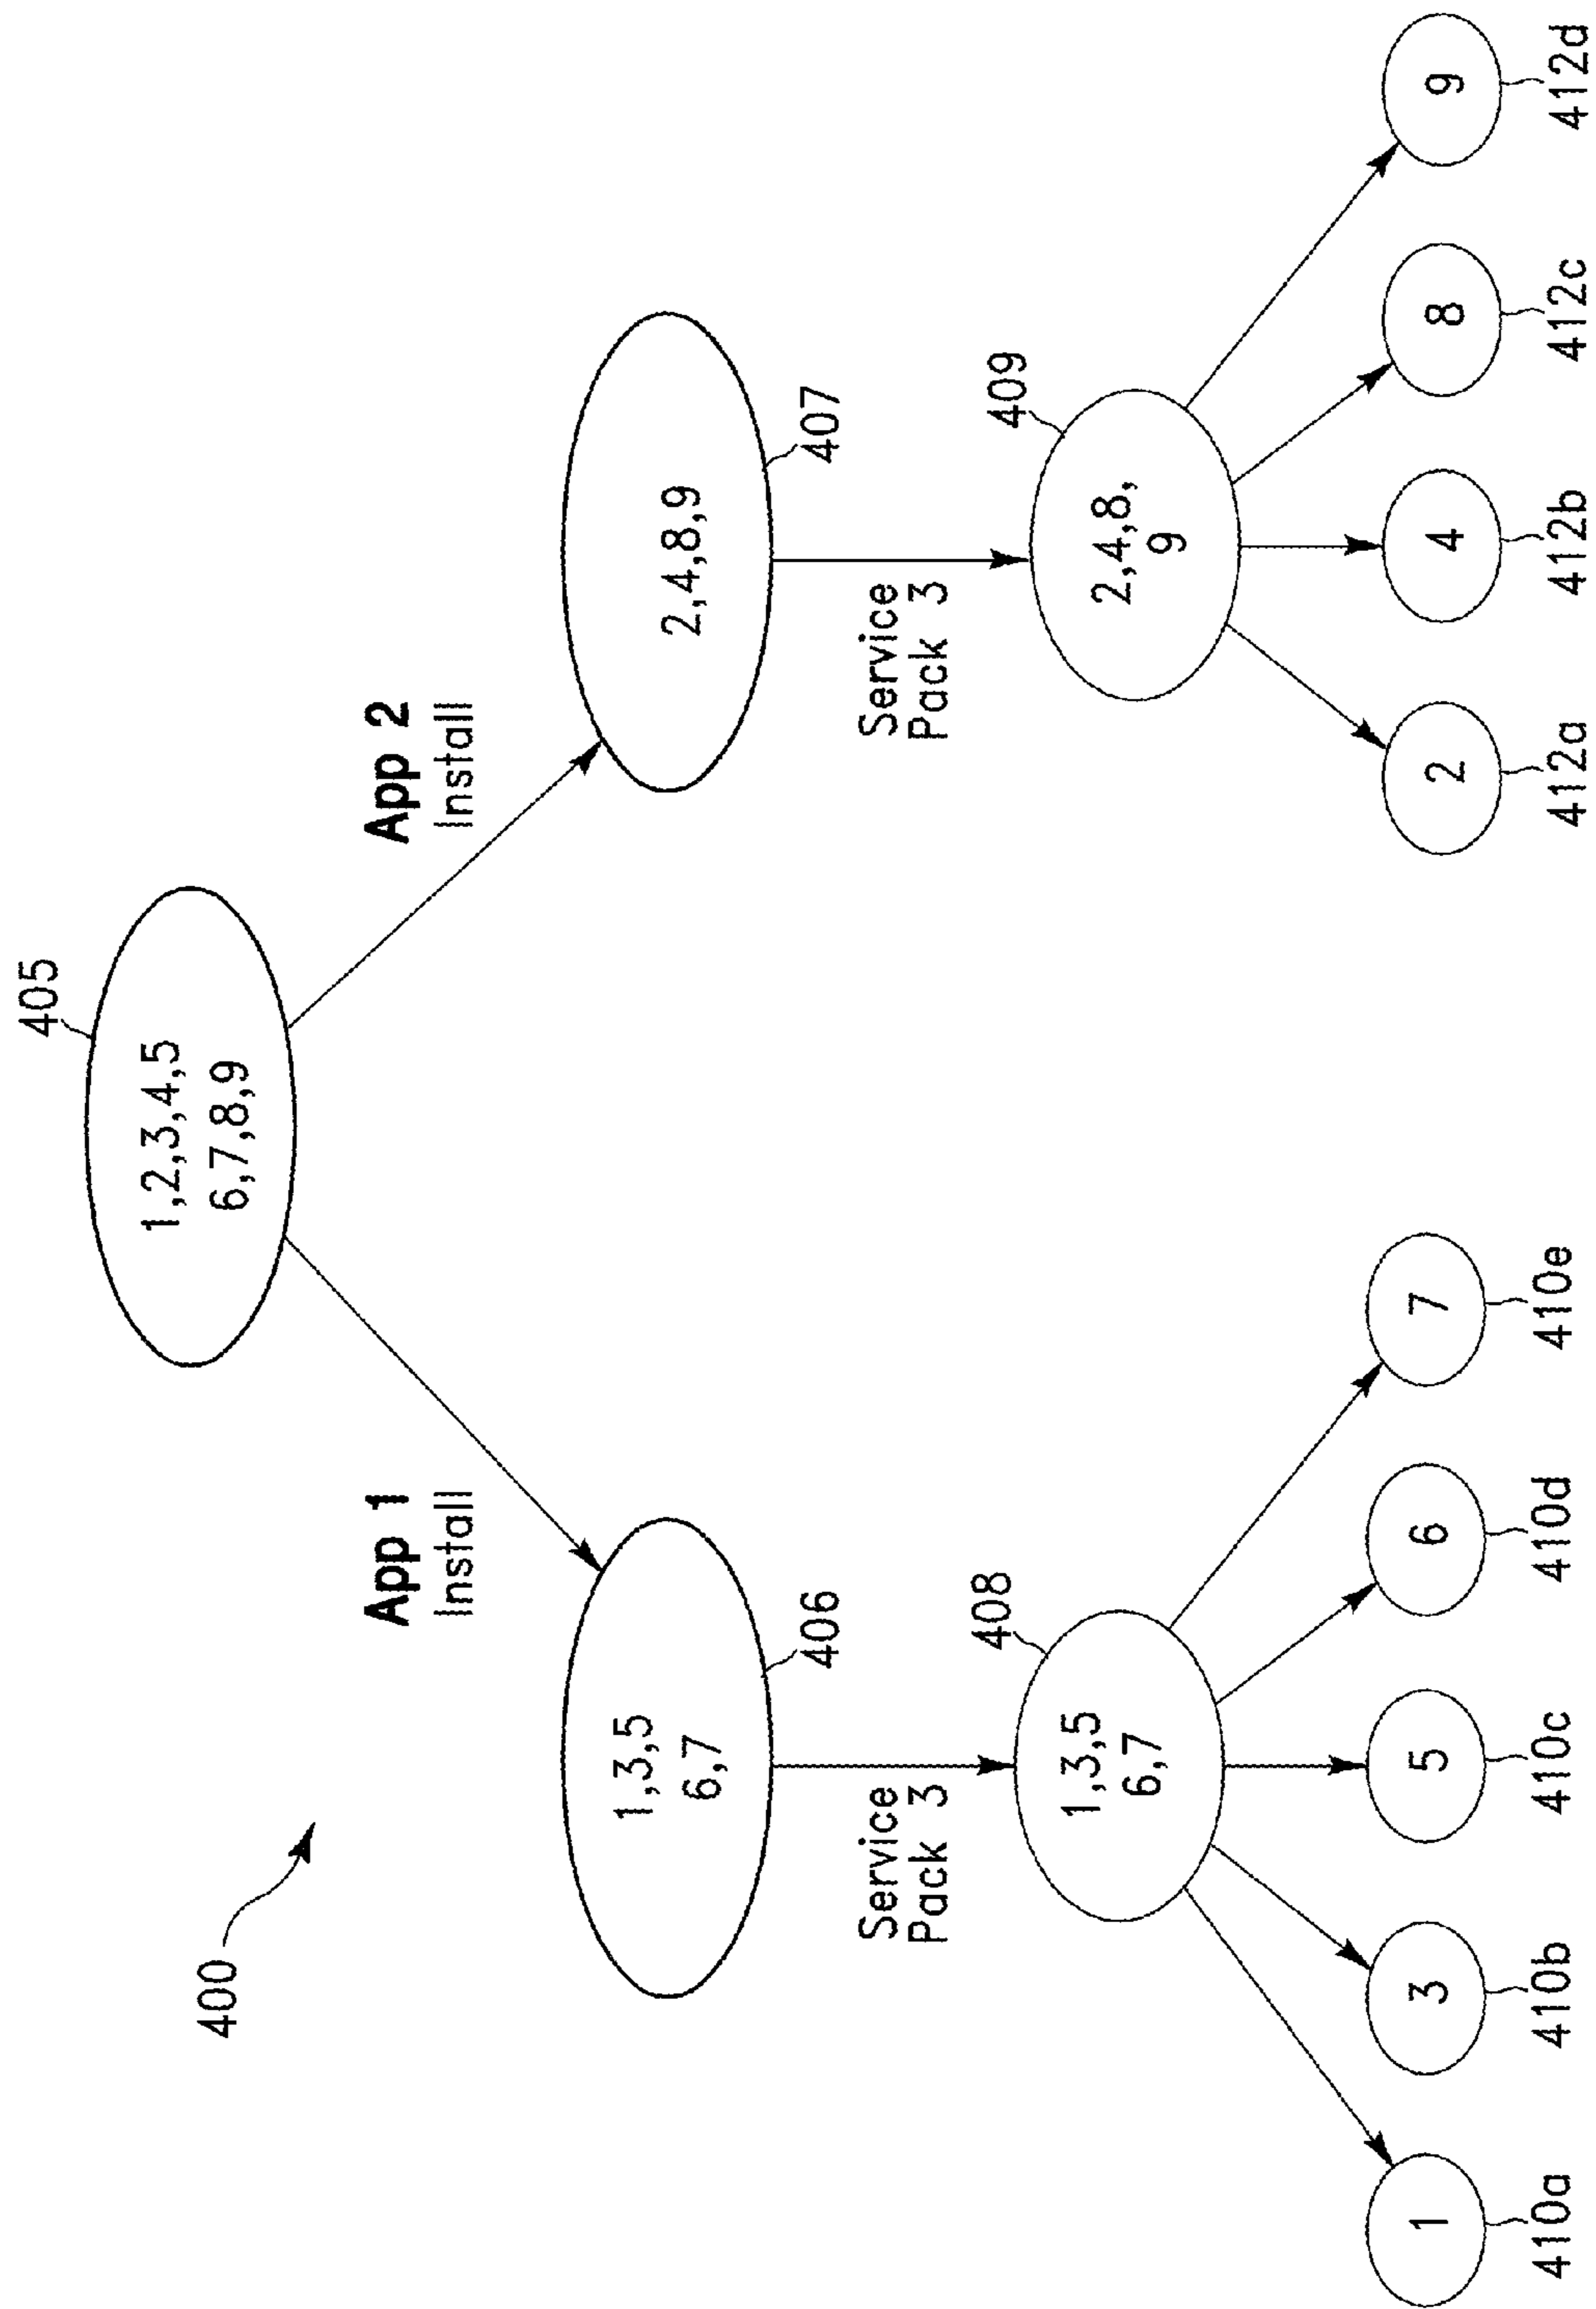 405
1,2,3,4,5
6,7,8,9
400
App 1
Install
App 2
Install
1,3,5
6,7
406
2,4,8,9
407
Service
Pack 3
Service
Pack 3
408
1,3,5
6,7
409
2,4,8,
9
1
3
5
6
7
2
4
8
9
410a
410b
410c
410d
410e
412a
412b
412c
412d